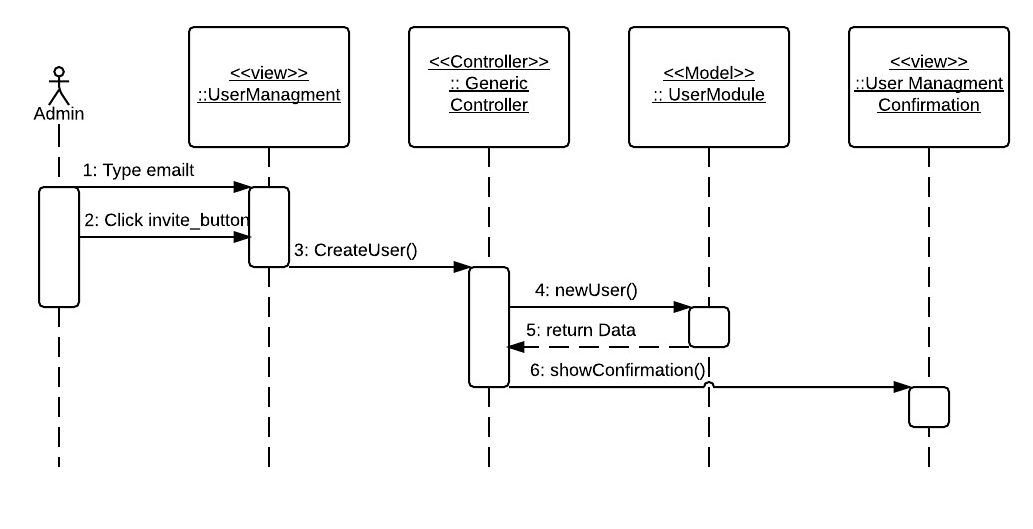 <<view>>
::UserManagment
<<Controller>>
:: Generic
Controller
<<Model>>
:: UserModule
<<view>>
::User Managment
Confirmation
Admin
1: Type emailt
2: Click invite_button
3: CreateUser()
4: newUser()
5: return Data
6: showConfirmation()